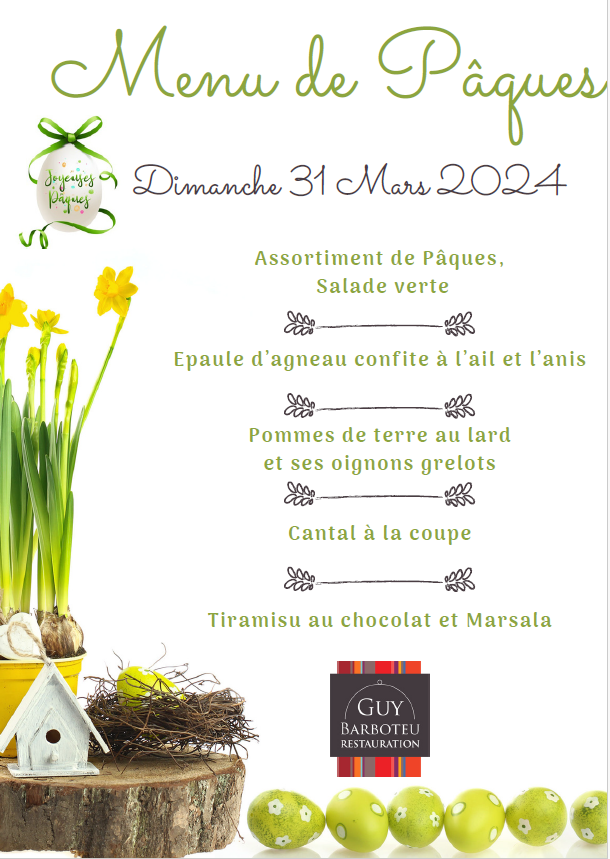 Menu de Pâques
Joyeuses
Pâques
Dimanche 31 Mars 2024
Assortiment de Pâques,
Salade verte
Epaule d’agneau confite à l’ail et l’anis
Pommes de terre au lard
et ses oignons grelots
Cantal à la coupe
Tiramisu au chocolat et Marsala
GUY
BARBOTEU
RESTAURATION